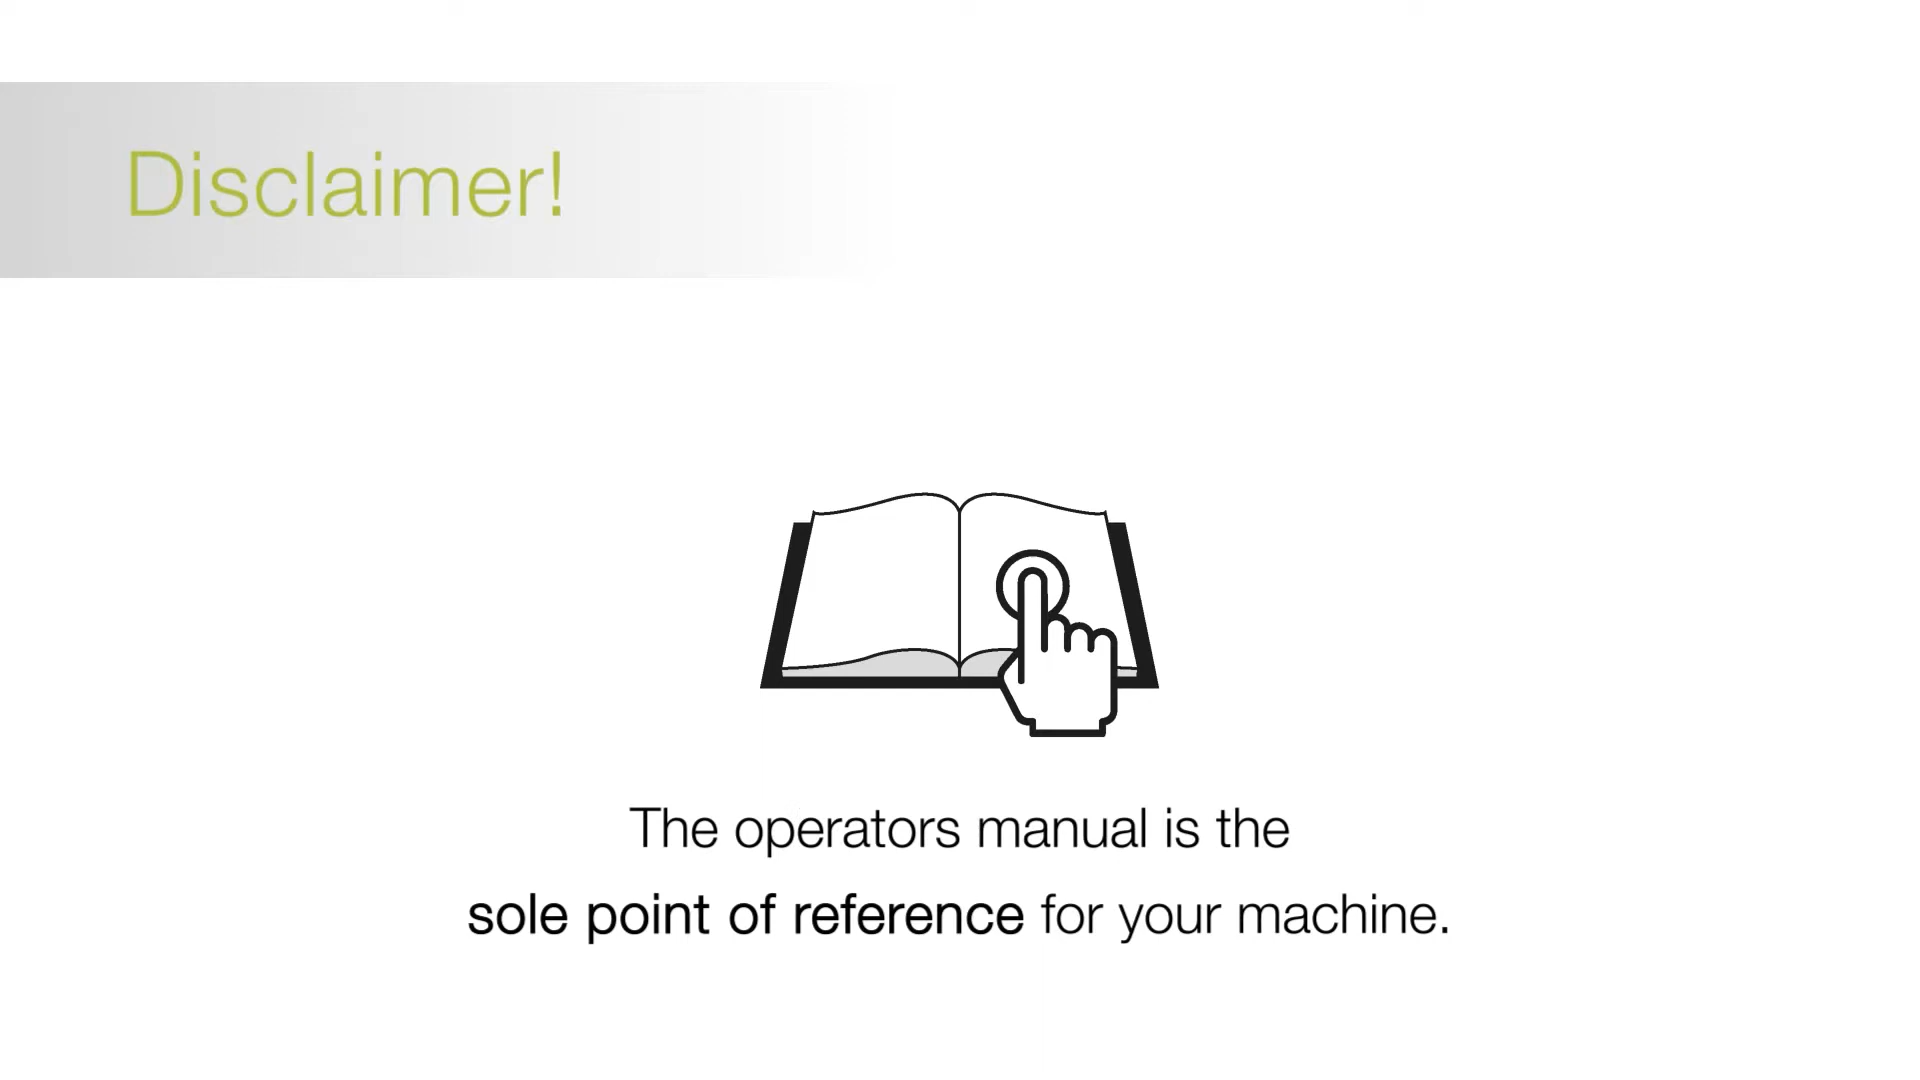 Disclaimer!
The operators manual is the
sole point of reference for your machine.